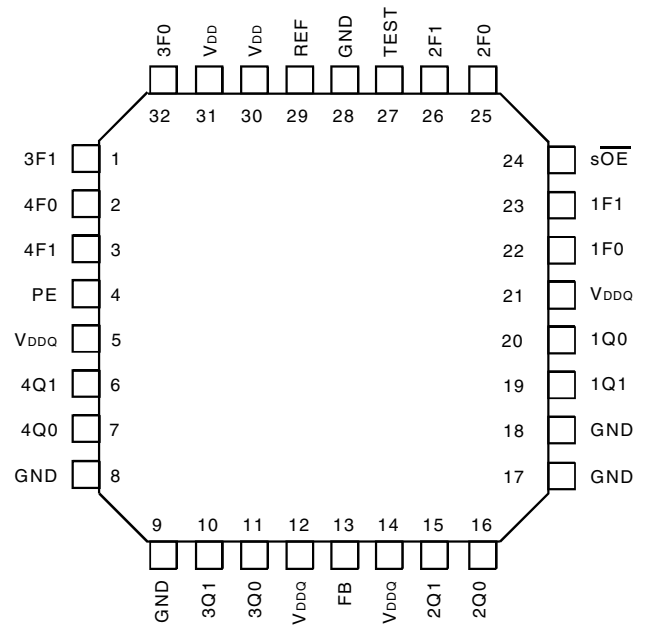 3F0 VDD VDD REF GND TEST 2F1 2F0
32 31 30 29 28 27 26 25
3F1 1 24 sO̅E̅
4F0 2 23 1F1
4F1 3 22 1F0
PE 4 21 VDDQ
VDDQ 5 20 1Q0
4Q1 6 19 1Q1
4Q0 7 18 GND
GND 8 17 GND
9 10 11 12 13 14 15 16
GND 3Q1 3Q0 VDDQ FB VDDQ 2Q1 2Q0